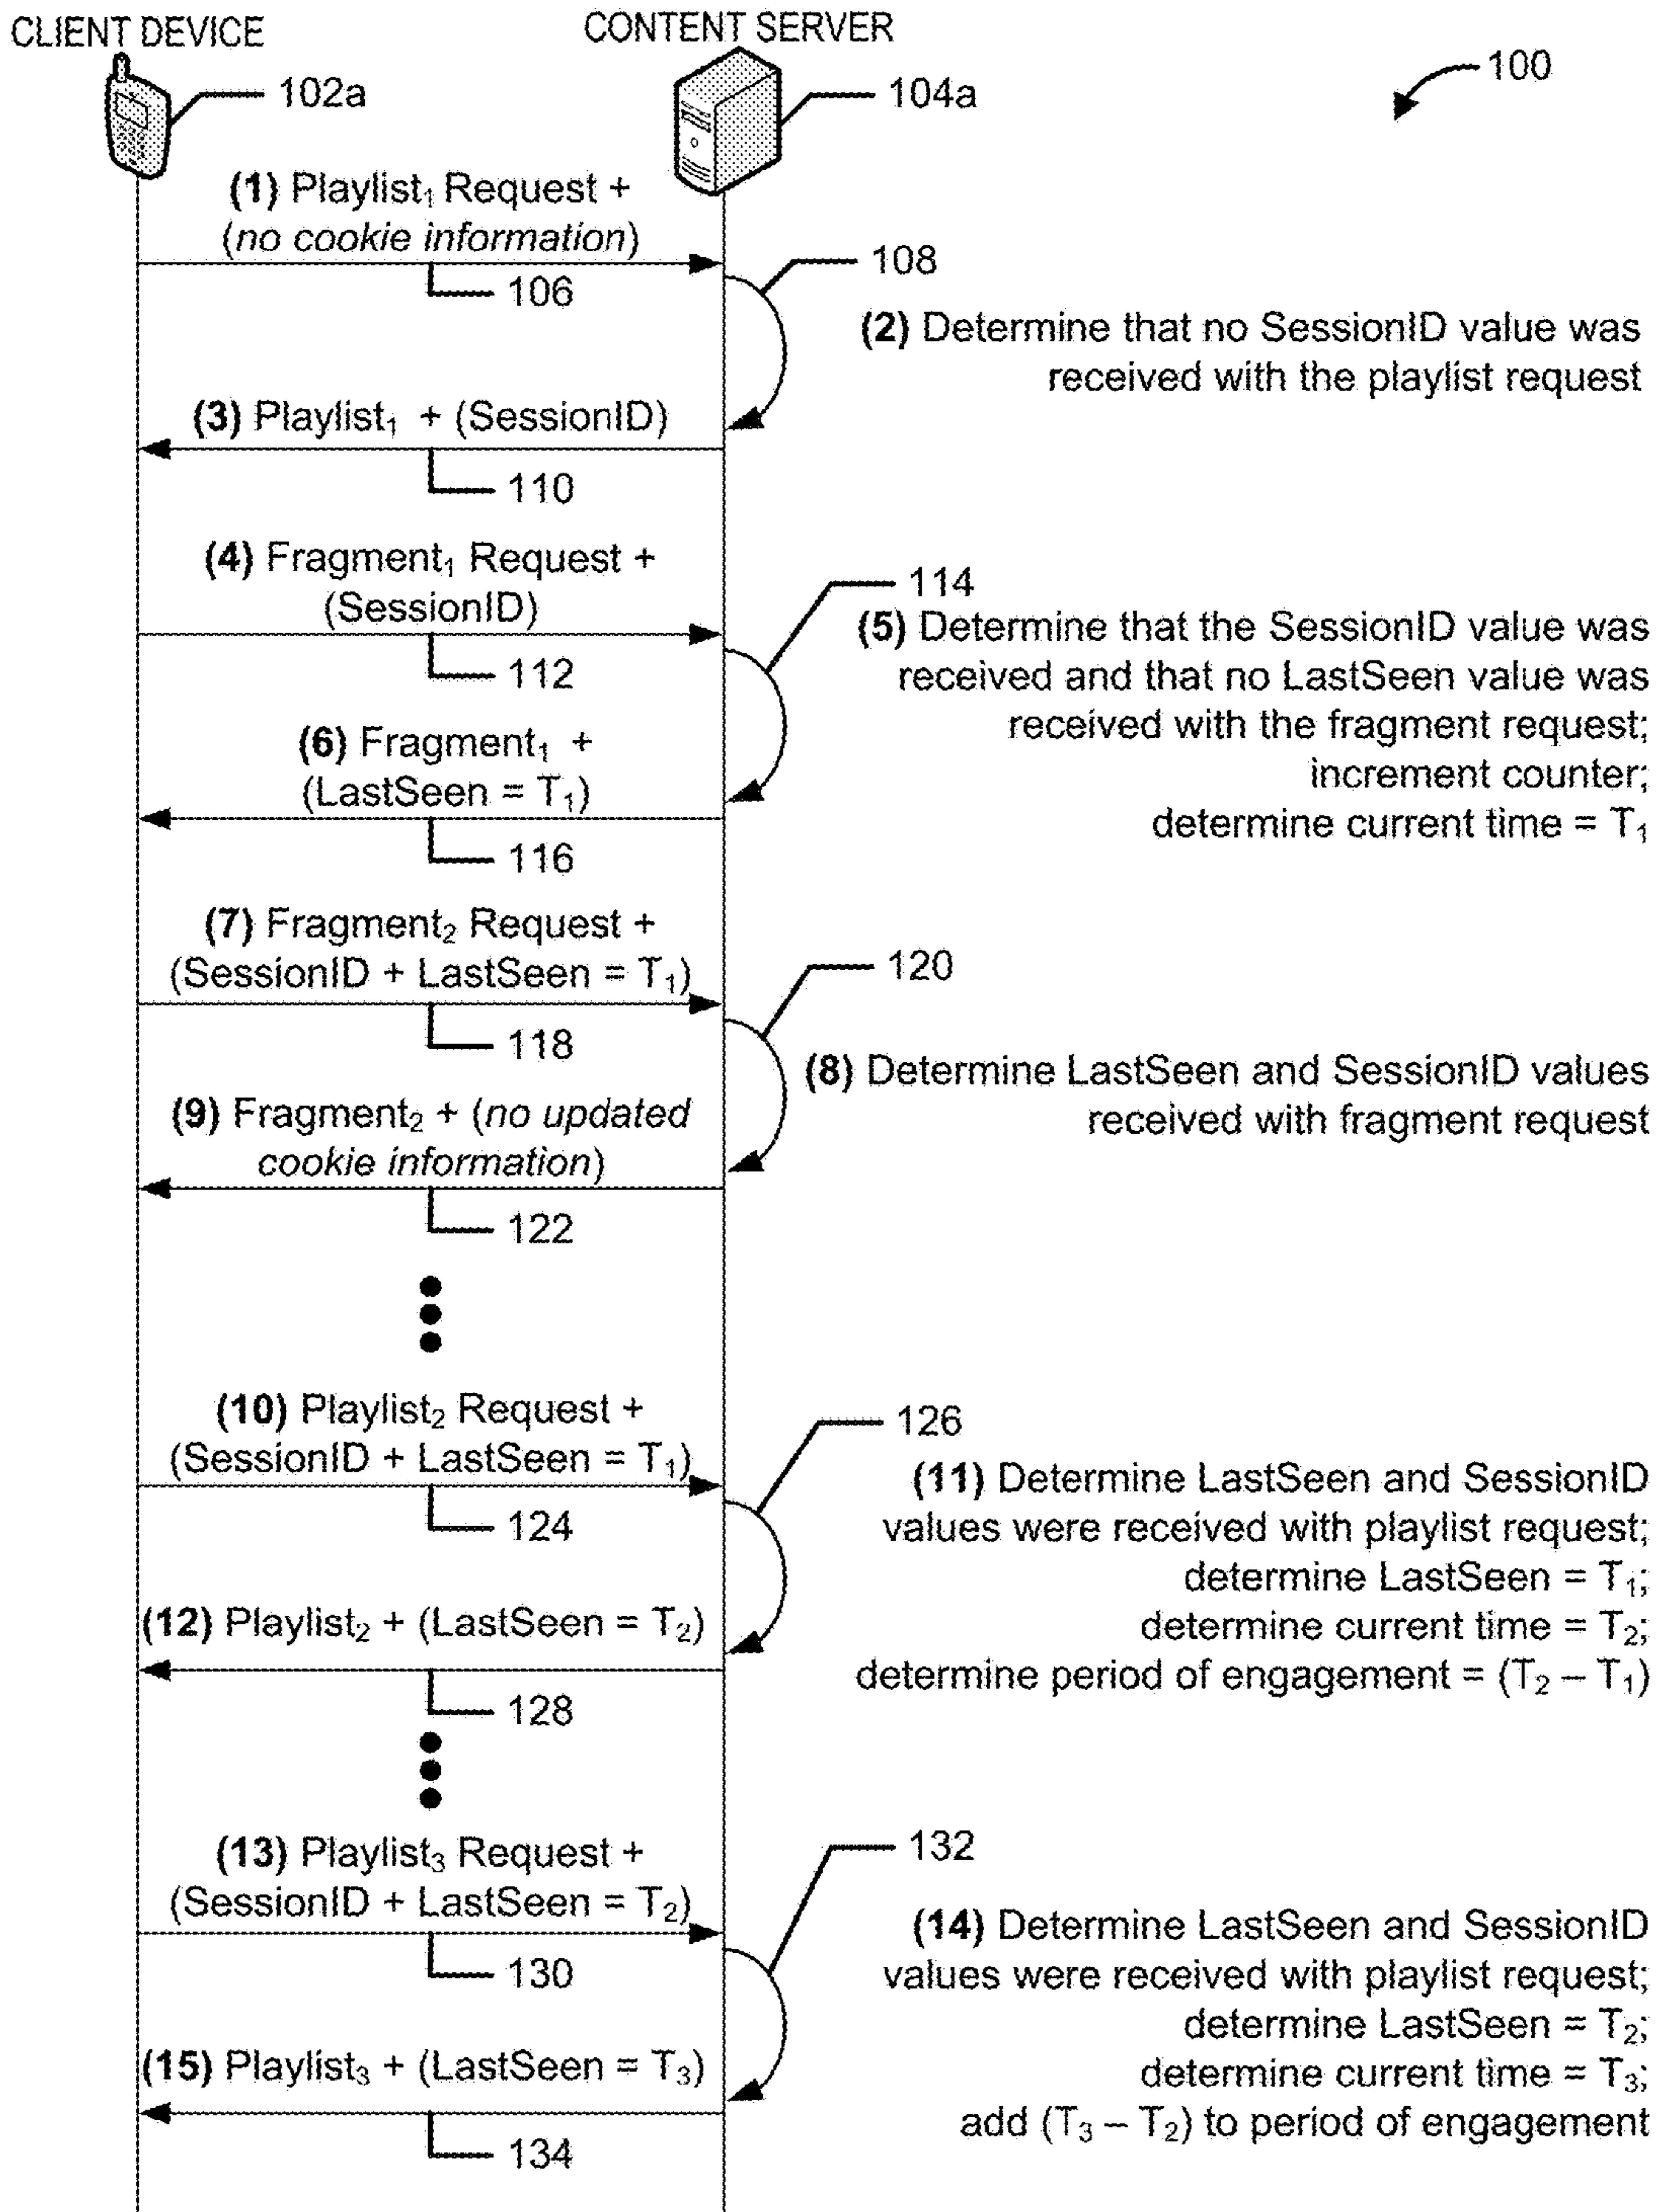 CLIENT DEVICE
CONTENT SERVER
100
102a
104a
(1) Playlist₁ Request +
(no cookie information)
106
108
(2) Determine that no SessionID value was
received with the playlist request
(3) Playlist₁ + (SessionID)
110
(4) Fragment₁ Request +
(SessionID)
112
114
(5) Determine that the SessionID value was
received and that no LastSeen value was
received with the fragment request;
increment counter;
determine current time = T₁
(6) Fragment₁ +
(LastSeen = T₁)
116
(7) Fragment₂ Request +
(SessionID + LastSeen = T₁)
118
120
(8) Determine LastSeen and SessionID values
received with fragment request
(9) Fragment₂ + (no updated
cookie information)
122
(10) Playlist₂ Request +
(SessionID + LastSeen = T₁)
124
126
(11) Determine LastSeen and SessionID
values were received with playlist request;
determine LastSeen = T₁;
determine current time = T₂;
determine period of engagement = (T₂ – T₁)
(12) Playlist₂ + (LastSeen = T₂)
128
(13) Playlist₃ Request +
(SessionID + LastSeen = T₂)
130
132
(14) Determine LastSeen and SessionID
values were received with playlist request;
determine LastSeen = T₂;
determine current time = T₃;
add (T₃ – T₂) to period of engagement
(15) Playlist₃ + (LastSeen = T₃)
134